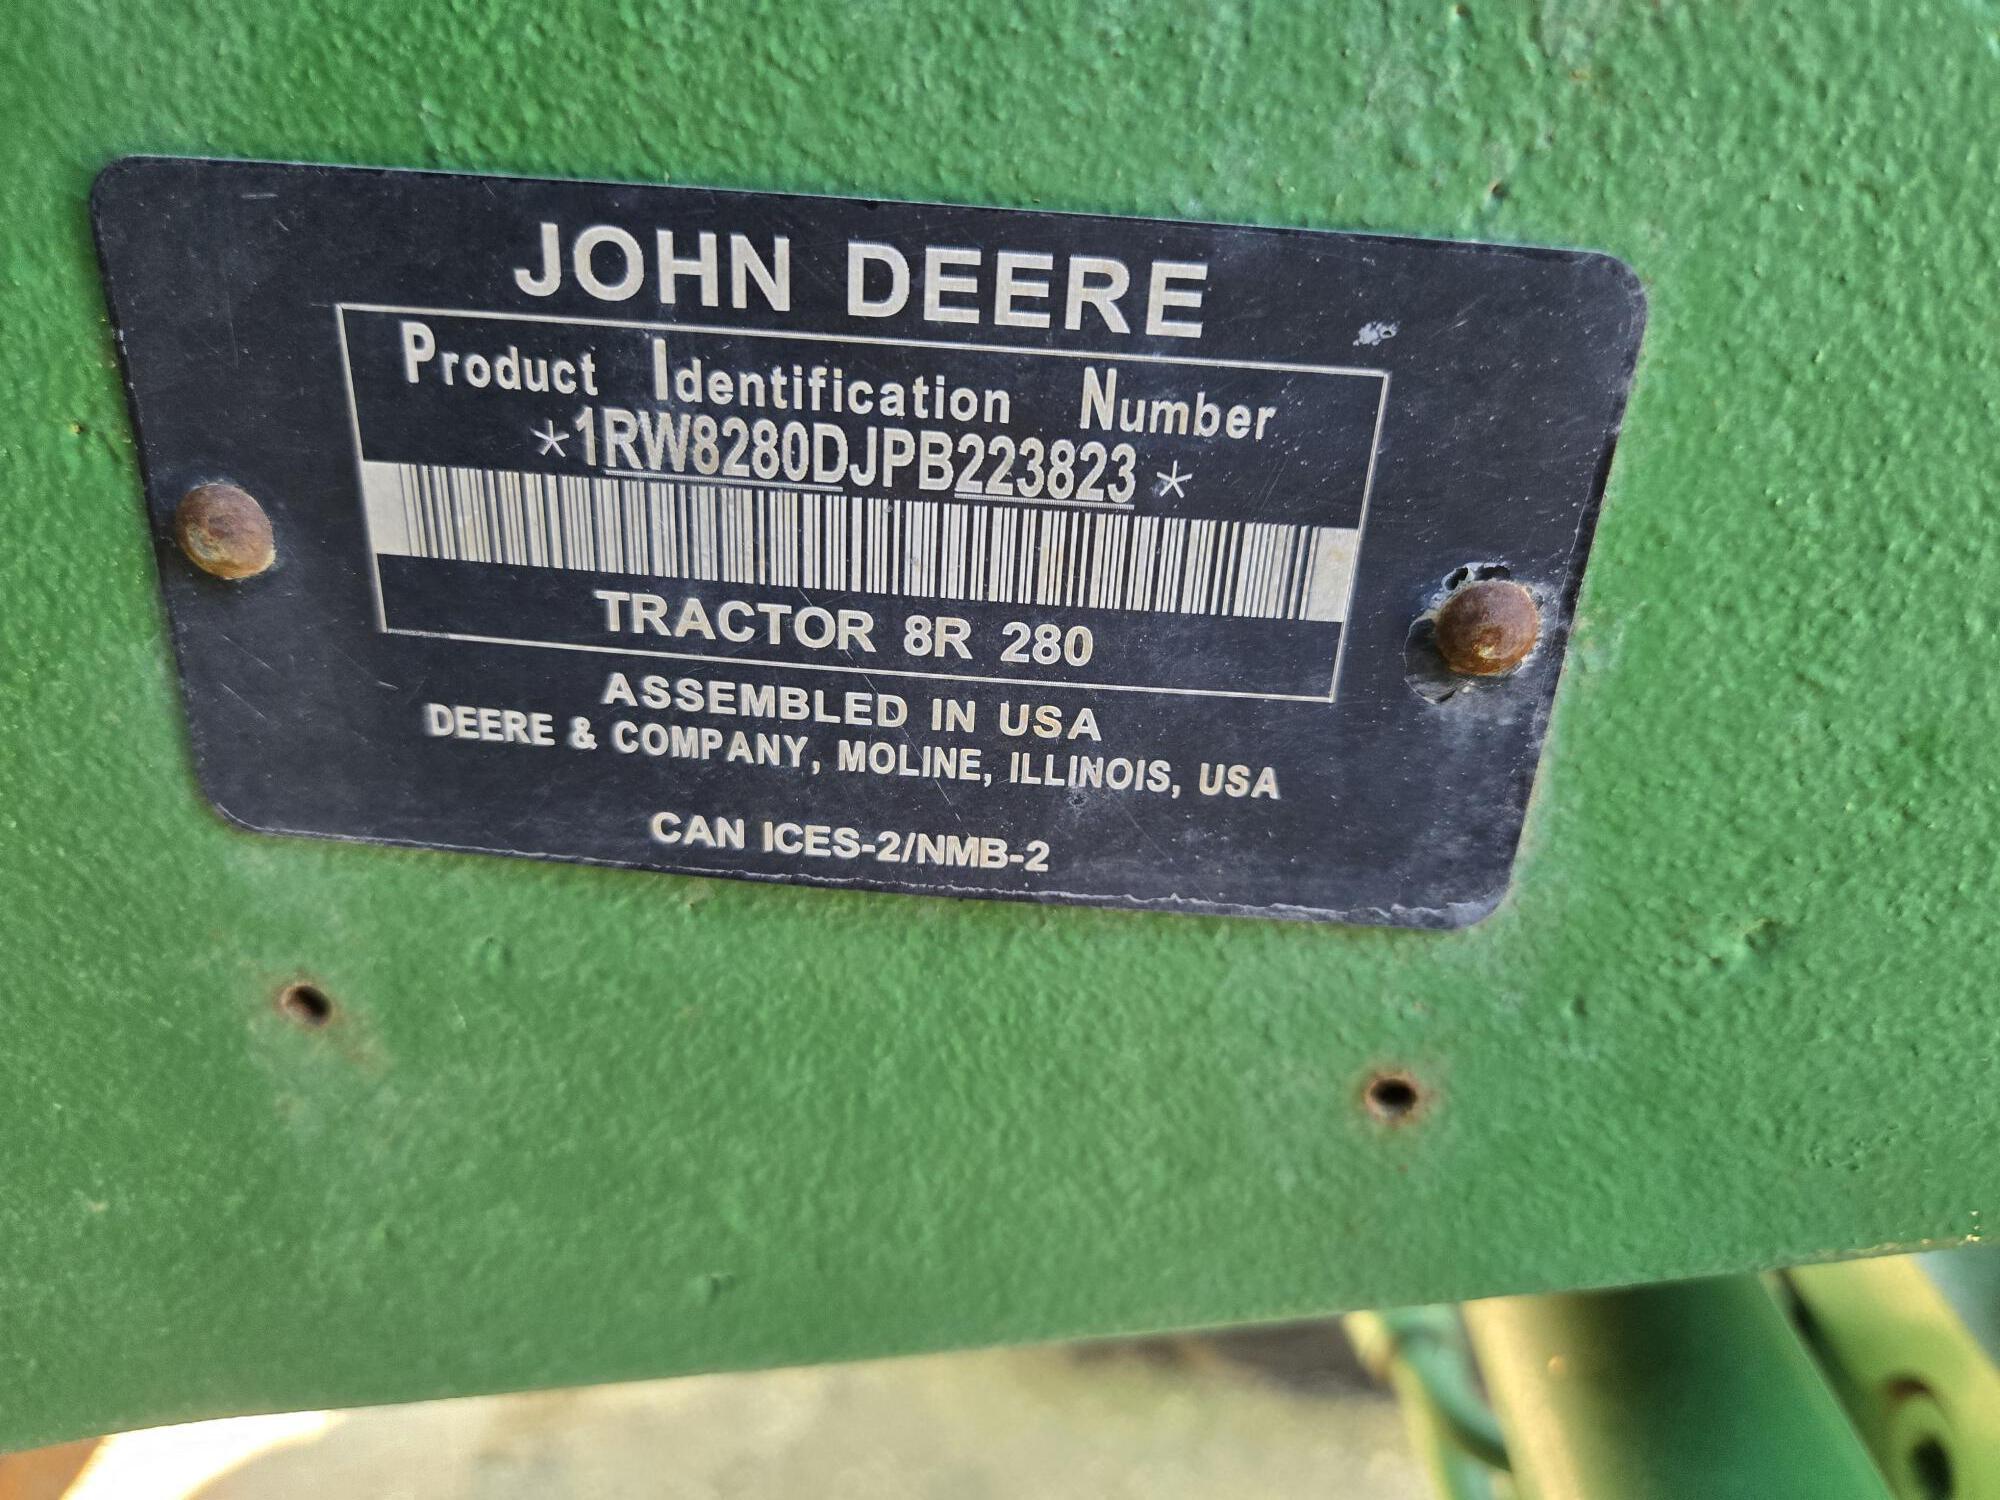 JOHN DEERE
Product Identification Number
*1RW8280DJPB223823*
TRACTOR 8R 280
ASSEMBLED IN USA
DEERE & COMPANY, MOLINE, ILLINOIS, USA
CAN ICES-2/NMB-2